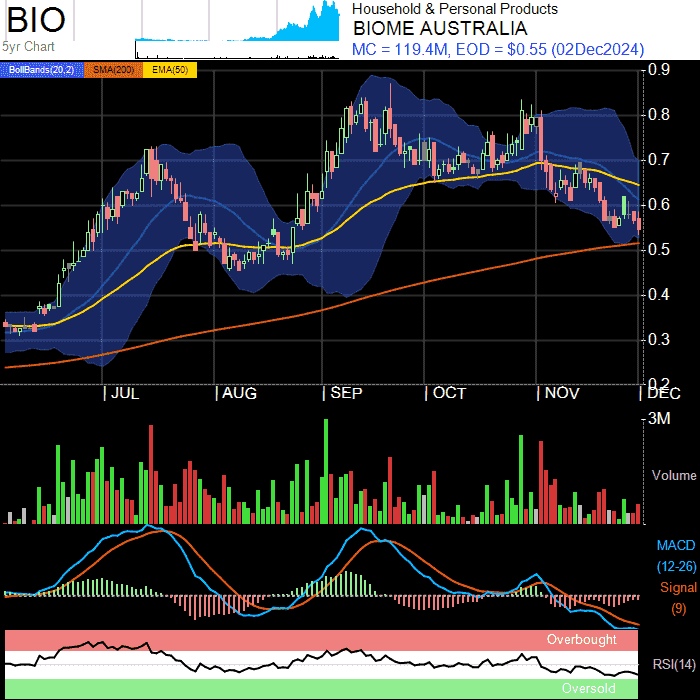 BIO
5yr Chart
Household & Personal Products
BIOME AUSTRALIA
MC = 119.4M, EOD = $0.55 (02Dec2024)
BollBands(20,2) SMA(200) EMA(50)
0.9
0.8
0.7
0.6
0.5
0.4
0.3
0.2
JUL AUG SEP OCT NOV DEC
3M
Volume
MACD
(12-26)
Signal
(9)
Overbought
RSI(14)
Oversold